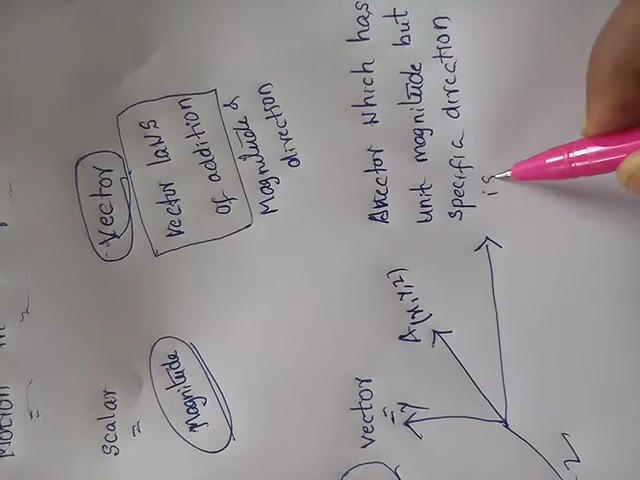 Motion
Scalar
=
Magnitude
Vector
vector laws
of addition
Magnitude &
direction
vector
=
Y
A(x,y,z)
Z
A vector which has
unit magnitude but
specific direction
is